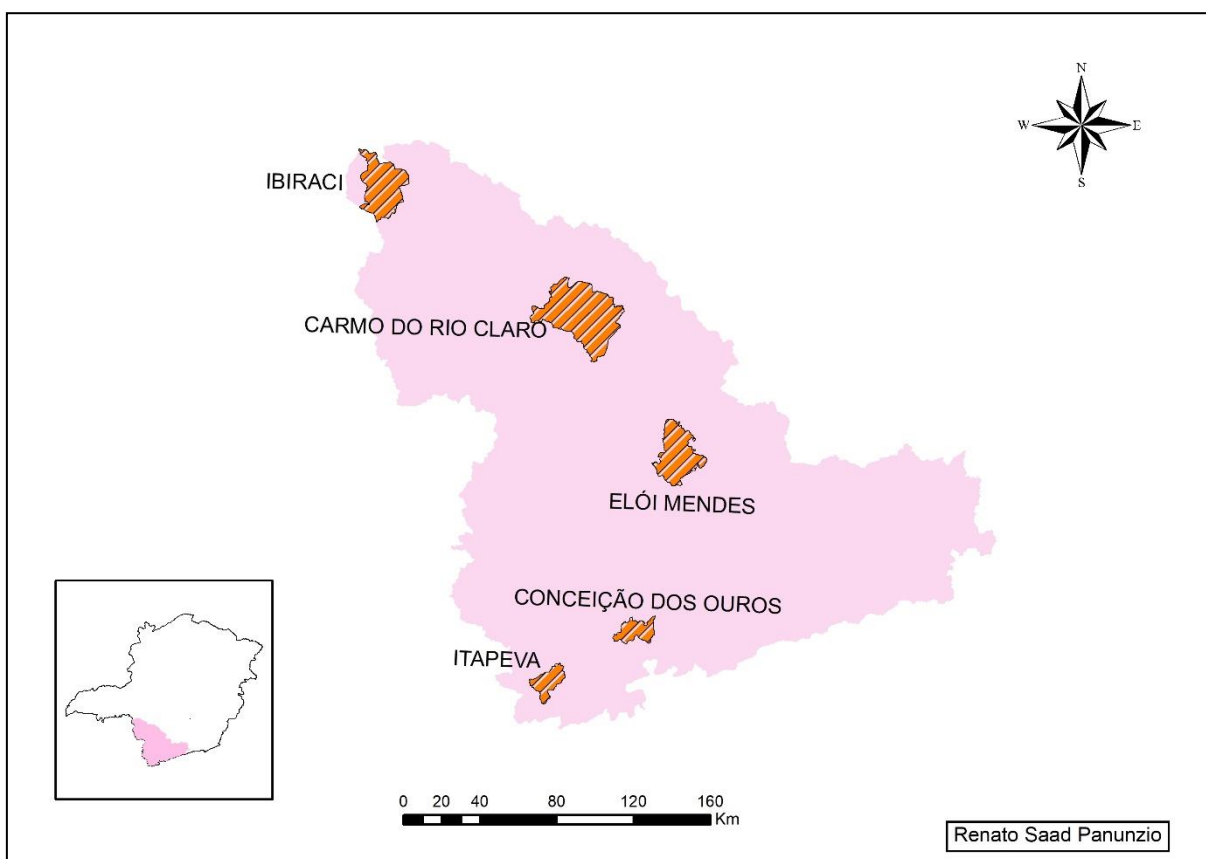 N
W E
S
IBIRACI
CARMO DO RIO CLARO
ELÓI MENDES
CONCEIÇÃO DOS OUROS
ITAPEVA
0 20 40 80 120 160
Km
Renato Saad Panunzio